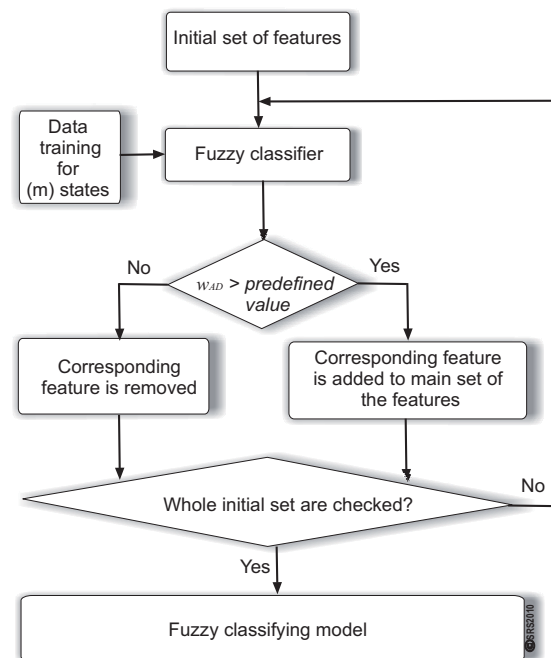 Initial set of features
Data
training
for
(m) states
Fuzzy classifier
No
Yes
wAD > predefined
value
Corresponding
feature is removed
Corresponding feature
is added to main set of
the features
Whole initial set are checked?
No
Yes
Fuzzy classifying model
©SRS2010